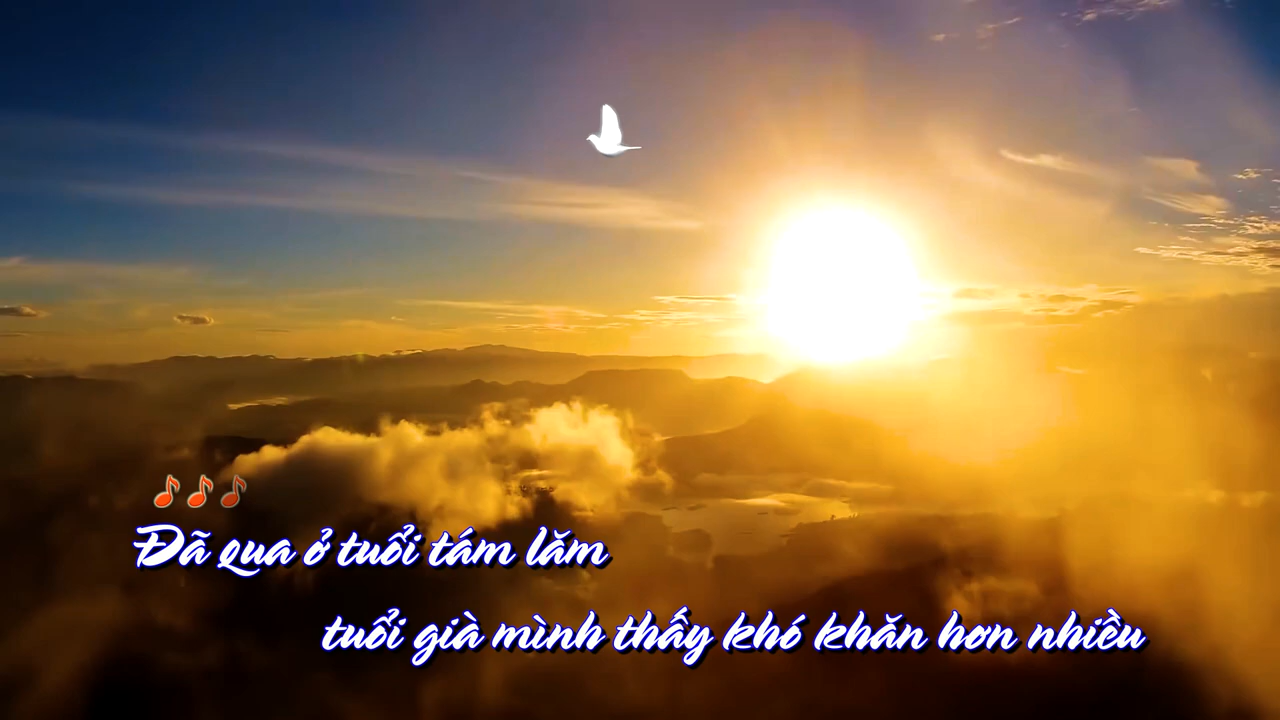 Đã qua ở tuổi tám lăm
tuổi già mình thấy khó khăn hơn nhiều